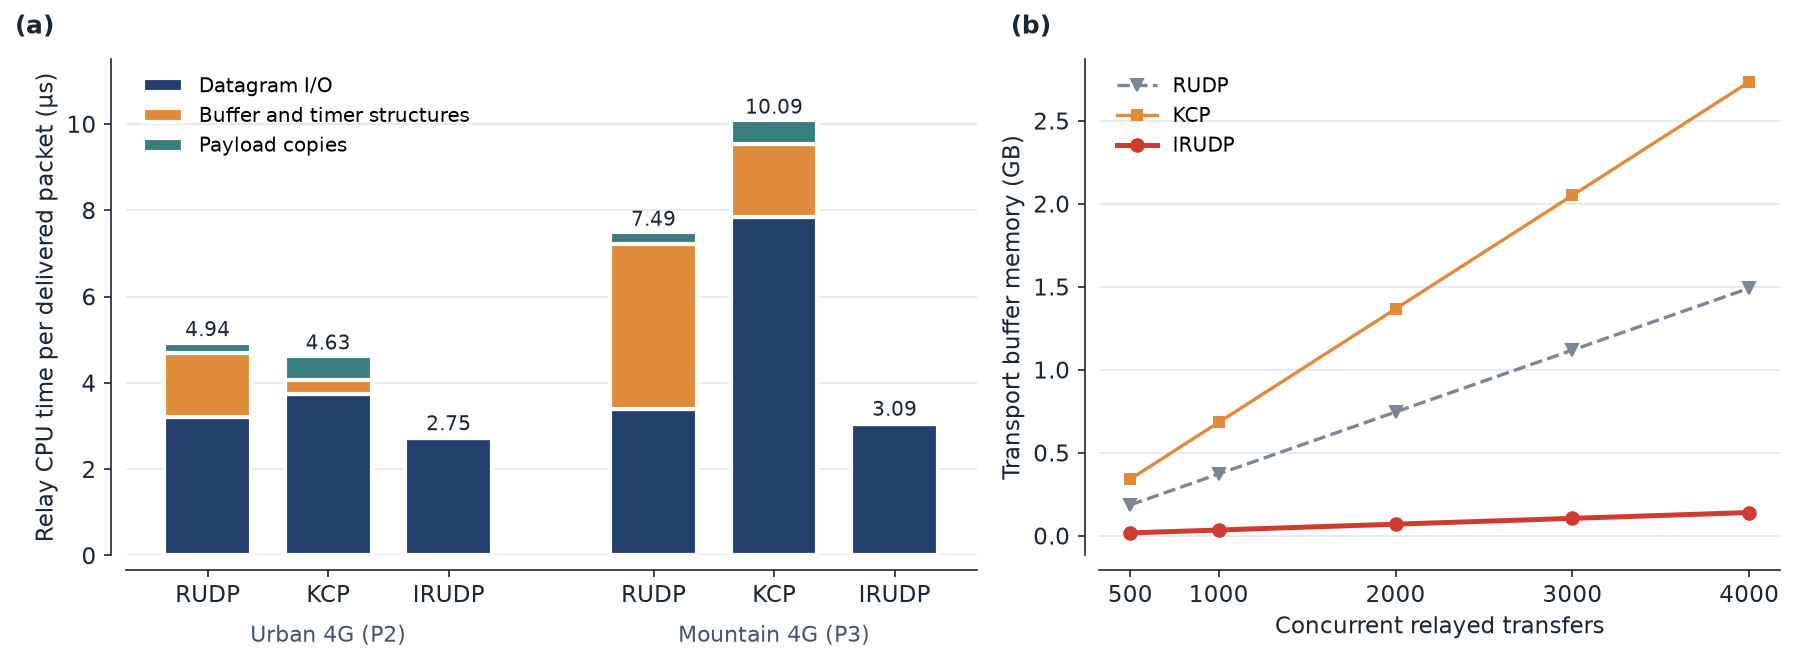 (a)
Relay CPU time per delivered packet (µs)
Datagram I/O
Buffer and timer structures
Payload copies
10
8
6
4
2
0
4.94
4.63
2.75
7.49
10.09
3.09
RUDP KCP IRUDP RUDP KCP IRUDP
Urban 4G (P2) Mountain 4G (P3)
(b)
Transport buffer memory (GB)
RUDP
KCP
IRUDP
2.5
2.0
1.5
1.0
0.5
0.0
500 1000 2000 3000 4000
Concurrent relayed transfers